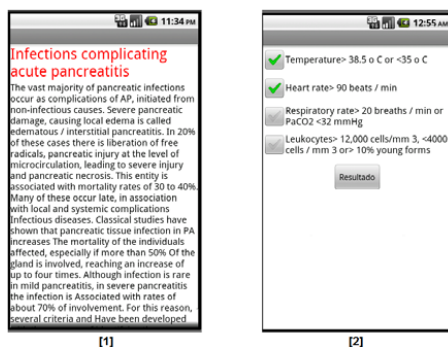 11:34 PM
Infections complicating
acute pancreatitis
The vast majority of pancreatic infections
occur as complications of AP, initiated from
non-infectious causes. Severe pancreatic
damage, causing local edema is called
edematous / interstitial pancreatitis. In 20%
of these cases there is liberation of free
radicals, pancreatic injury at the level of
microcirculation, leading to severe injury
and pancreatic necrosis. This entity is
associated with mortality rates of 30 to 40%.
Many of these occur late, in association
with local and systemic complications
Infectious diseases. Classical studies have
shown that pancreatic tissue infection in PA
increases The mortality of the individuals
affected, especially if more than 50% Of the
gland is involved, reaching an increase of
up to four times. Although infection is rare
in mild pancreatitis, in severe pancreatitis
the infection is Associated with rates of
about 70% of involvement. For this reason,
several criteria and Have been developed
[1]
12:55 AM
Temperature> 38.5 o C or <35 o C
Heart rate> 90 beats / min
Respiratory rate> 20 breaths / min or
PaCO2 <32 mmHg
Leukocytes> 12,000 cells/mm 3, <4000
cells / mm 3 or> 10% young forms
Resultado
[2]